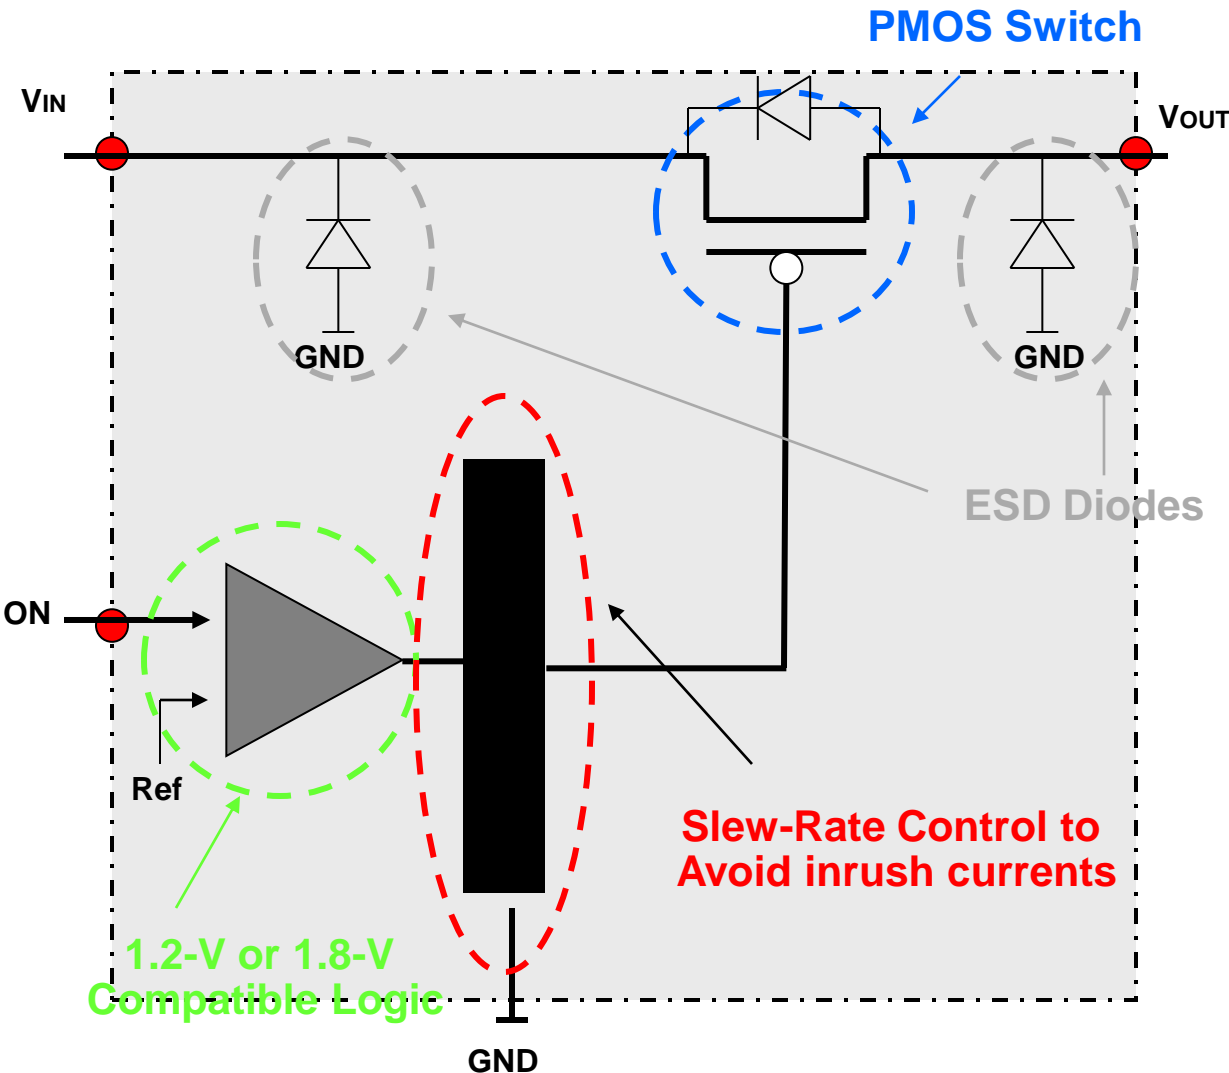 PMOS Switch
VIN
VOUT
GND
GND
ESD Diodes
ON
Ref
Slew-Rate Control to
Avoid inrush currents
1.2-V or 1.8-V
Compatible Logic
GND